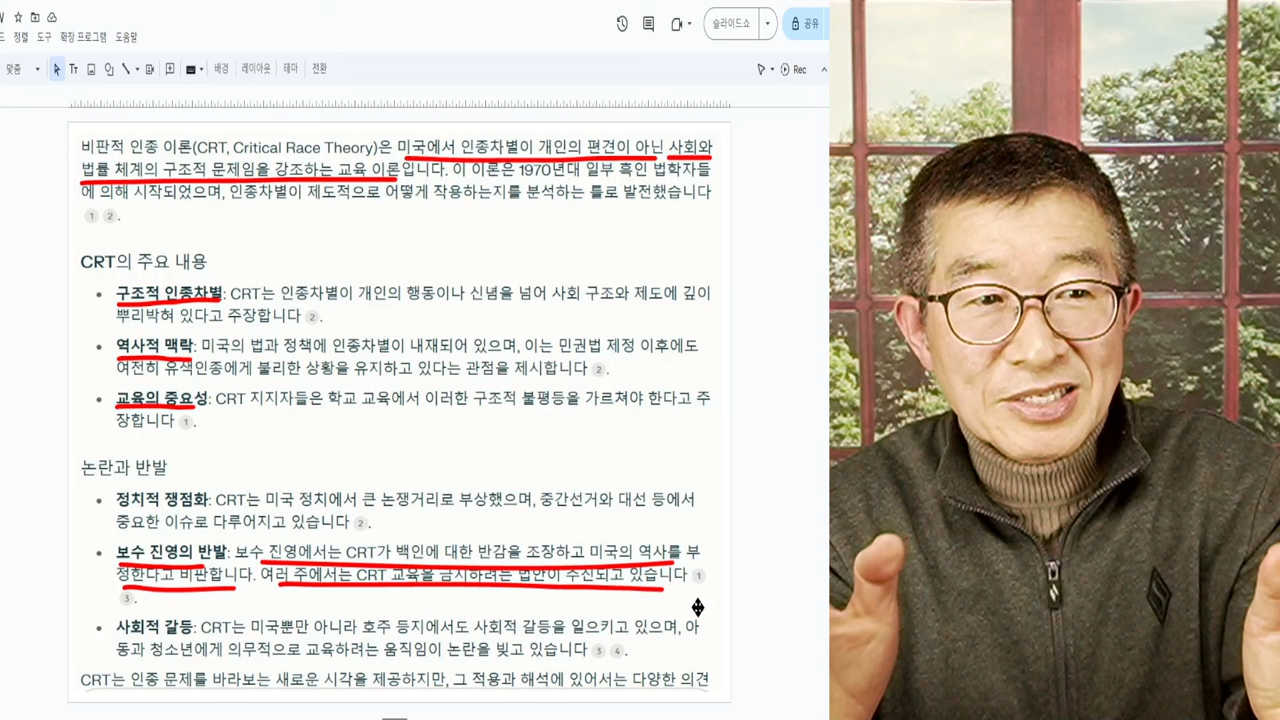 정렬 도구 확장 프로그램 도움말
슬라이드쇼
공유
맞춤
Tт
배경 레이아웃 테마 전환
Rec
비판적 인종 이론(CRT, Critical Race Theory)은 미국에서 인종차별이 개인의 편견이 아닌 사회와
법률 체계의 구조적 문제임을 강조하는 교육 이론입니다. 이 이론은 1970년대 일부 흑인 법학자들
에 의해 시작되었으며, 인종차별이 제도적으로 어떻게 작용하는지를 분석하는 틀로 발전했습니다
1 2.
CRT의 주요 내용
• 구조적 인종차별: CRT는 인종차별이 개인의 행동이나 신념을 넘어 사회 구조와 제도에 깊이
뿌리박혀 있다고 주장합니다 2.
• 역사적 맥락: 미국의 법과 정책에 인종차별이 내재되어 있으며, 이는 민권법 제정 이후에도
여전히 유색인종에게 불리한 상황을 유지하고 있다는 관점을 제시합니다 2.
• 교육의 중요성: CRT 지지자들은 학교 교육에서 이러한 구조적 불평등을 가르쳐야 한다고 주
장합니다 1.
논란과 반발
• 정치적 쟁점화: CRT는 미국 정치에서 큰 논쟁거리로 부상했으며, 중간선거와 대선 등에서
중요한 이슈로 다루어지고 있습니다 2.
• 보수 진영의 반발: 보수 진영에서는 CRT가 백인에 대한 반감을 조장하고 미국의 역사를 부
정한다고 비판합니다. 여러 주에서는 CRT 교육을 금지하려는 법안이 추진되고 있습니다 1
3.
• 사회적 갈등: CRT는 미국뿐만 아니라 호주 등지에서도 사회적 갈등을 일으키고 있으며, 아
동과 청소년에게 의무적으로 교육하려는 움직임이 논란을 빚고 있습니다 3 4.
CRT는 인종 문제를 바라보는 새로운 시각을 제공하지만, 그 적용과 해석에 있어서는 다양한 의견